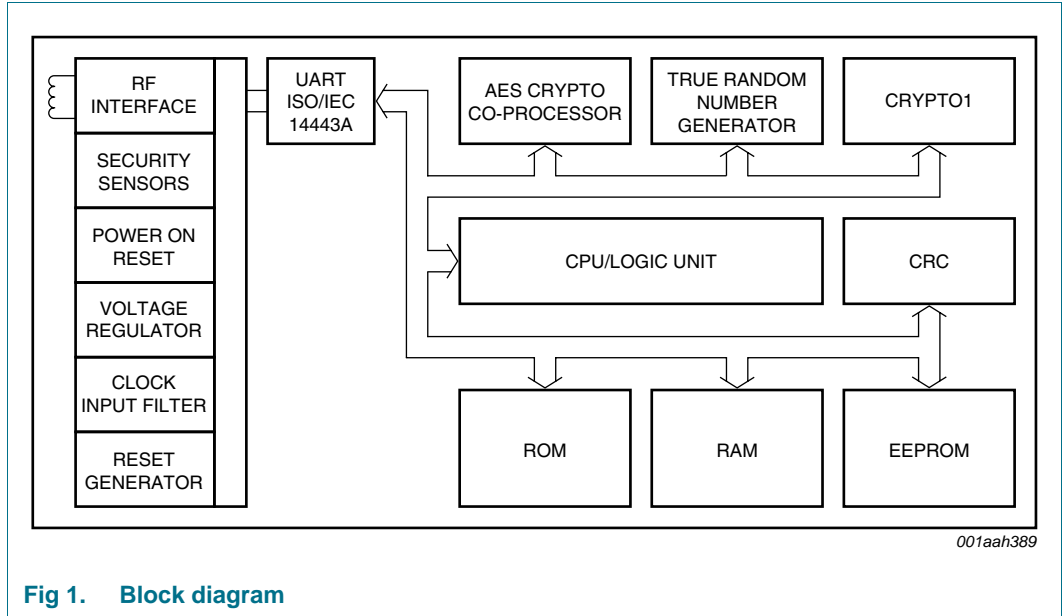 RF
INTERFACE
UART
ISO/IEC
14443A
AES CRYPTO
CO-PROCESSOR
TRUE RANDOM
NUMBER
GENERATOR
CRYPTO1
SECURITY
SENSORS
POWER ON
RESET
CPU/LOGIC UNIT
CRC
VOLTAGE
REGULATOR
CLOCK
INPUT FILTER
RESET
GENERATOR
ROM
RAM
EEPROM
001aah389
Fig 1. Block diagram